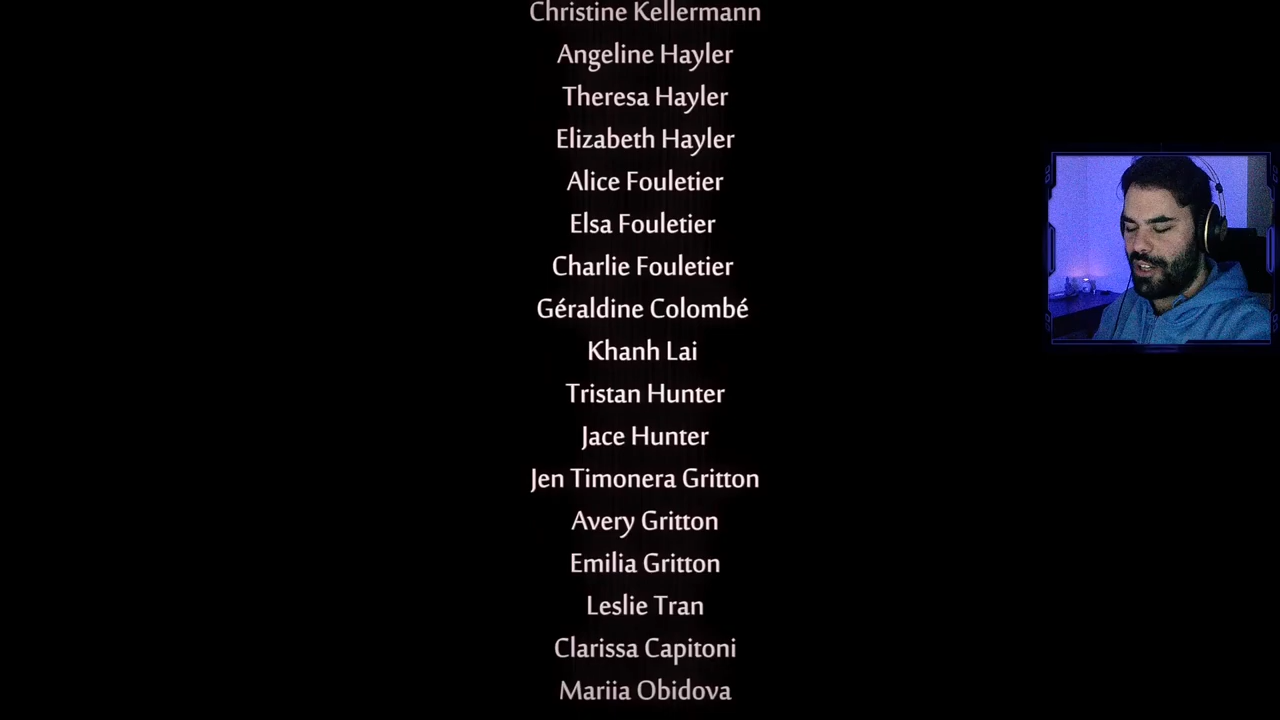 Christine Kellermann
Angeline Hayler
Theresa Hayler
Elizabeth Hayler
Alice Fouletier
Elsa Fouletier
Charlie Fouletier
Géraldine Colombé
Khanh Lai
Tristan Hunter
Jace Hunter
Jen Timonera Gritton
Avery Gritton
Emilia Gritton
Leslie Tran
Clarissa Capitoni
Mariia Obidova